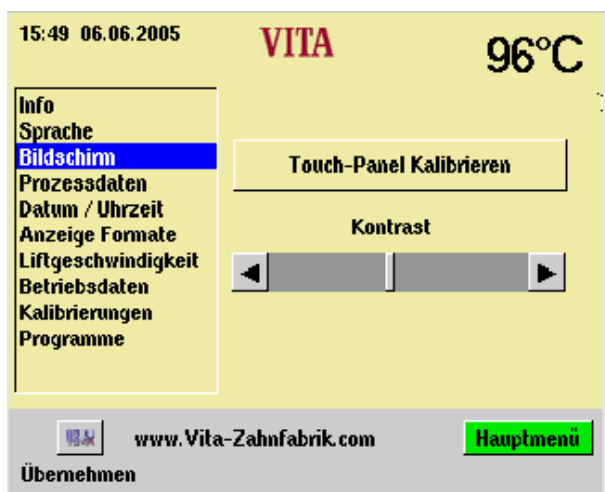 15:49 06.06.2005
VITA
96°C
Info
Sprache
Bildschirm
Prozessdaten
Datum / Uhrzeit
Anzeige Formate
Liftgeschwindigkeit
Betriebsdaten
Kalibrierungen
Programme
Touch-Panel Kalibrieren
Kontrast
www.Vita-Zahnfabrik.com
Hauptmenü
Übernehmen